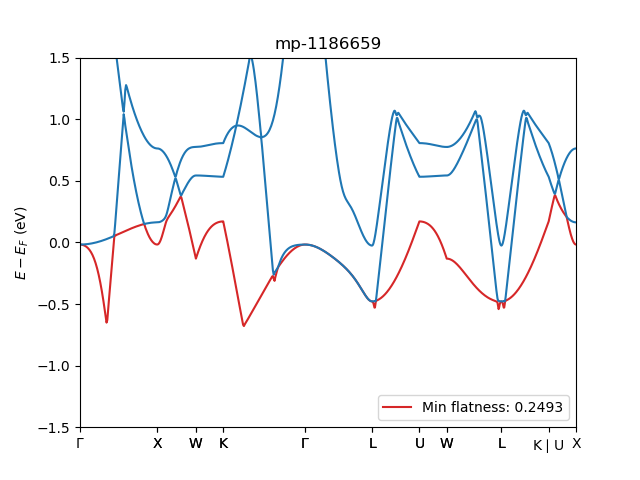 mp-1186659
E − E_F (eV)
1.5
1.0
0.5
0.0
−0.5
−1.0
−1.5
Min flatness: 0.2493
Γ X W K Γ L U W L K | U X